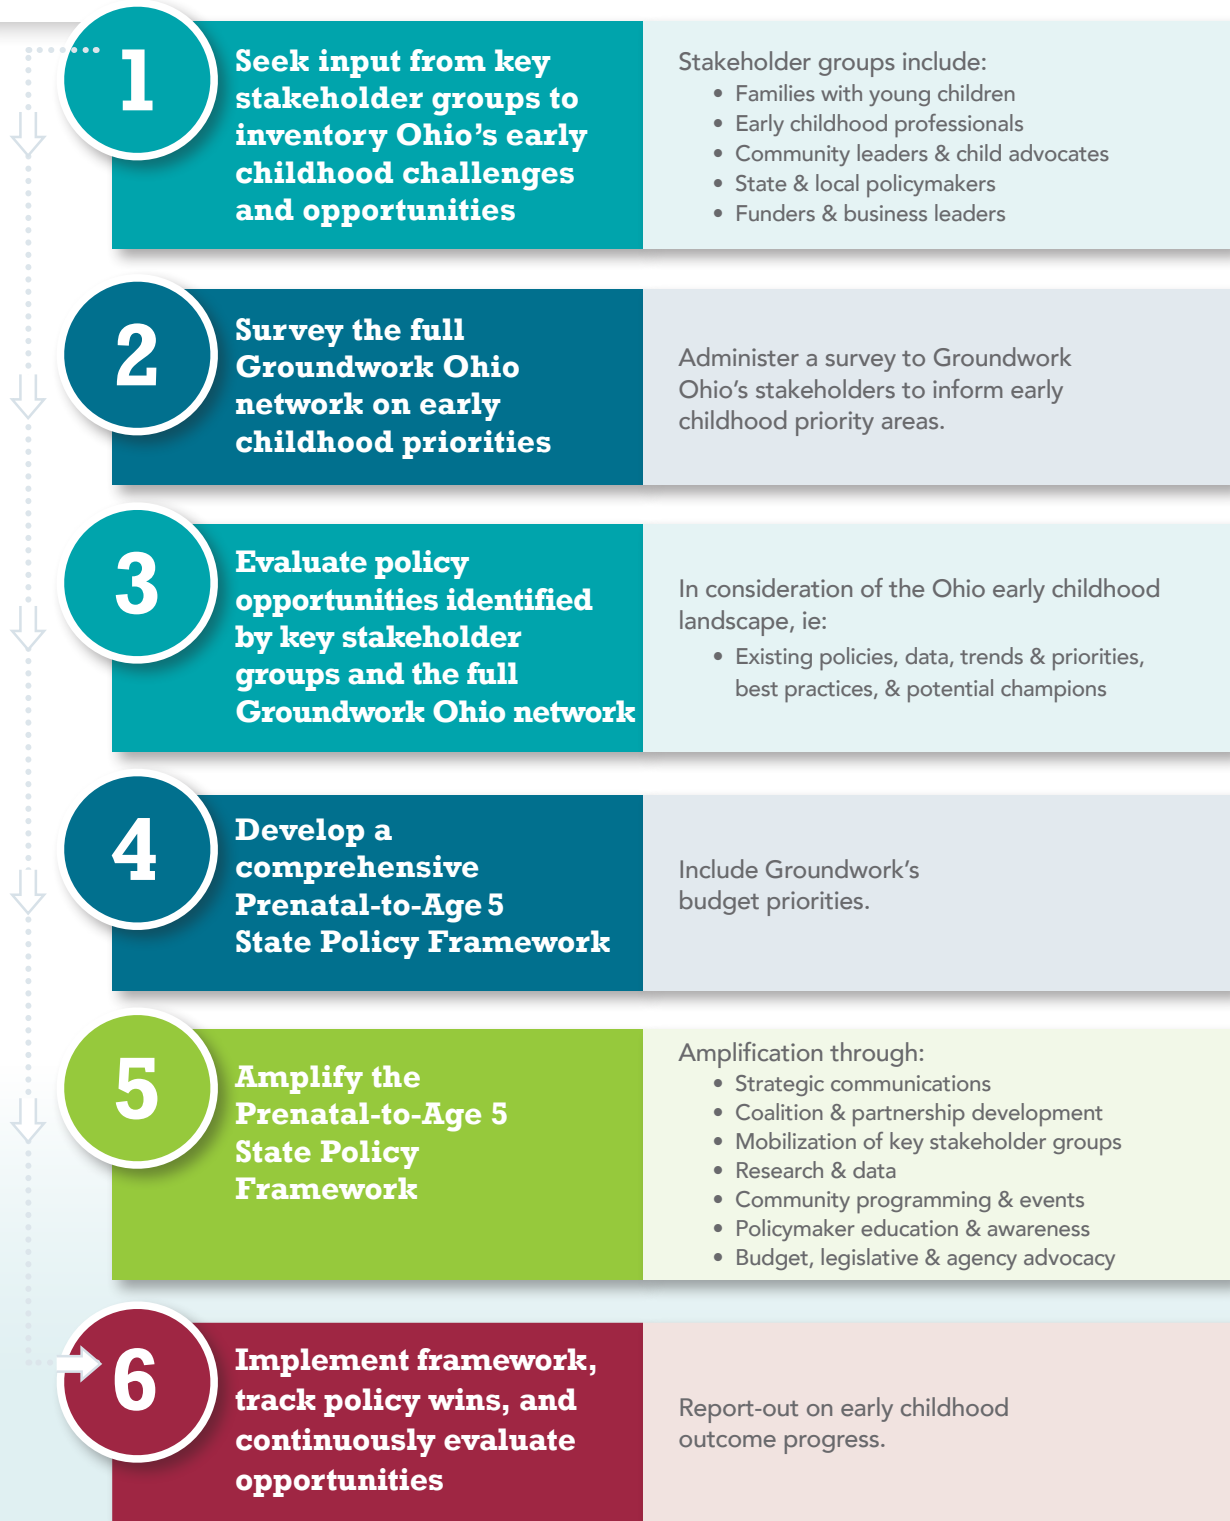 1
Seek input from key
stakeholder groups to
inventory Ohio's early
childhood challenges
and opportunities
Stakeholder groups include:
• Families with young children
• Early childhood professionals
• Community leaders & child advocates
• State & local policymakers
• Funders & business leaders
2
Survey the full
Groundwork Ohio
network on early
childhood priorities
Administer a survey to Groundwork
Ohio's stakeholders to inform early
childhood priority areas.
3
Evaluate policy
opportunities identified
by key stakeholder
groups and the full
Groundwork Ohio network
In consideration of the Ohio early childhood
landscape, ie:
• Existing policies, data, trends & priorities,
best practices, & potential champions
4
Develop a
comprehensive
Prenatal-to-Age 5
State Policy Framework
Include Groundwork's
budget priorities.
5
Amplify the
Prenatal-to-Age 5
State Policy
Framework
Amplification through:
• Strategic communications
• Coalition & partnership development
• Mobilization of key stakeholder groups
• Research & data
• Community programming & events
• Policymaker education & awareness
• Budget, legislative & agency advocacy
6
Implement framework,
track policy wins, and
continuously evaluate
opportunities
Report-out on early childhood
outcome progress.